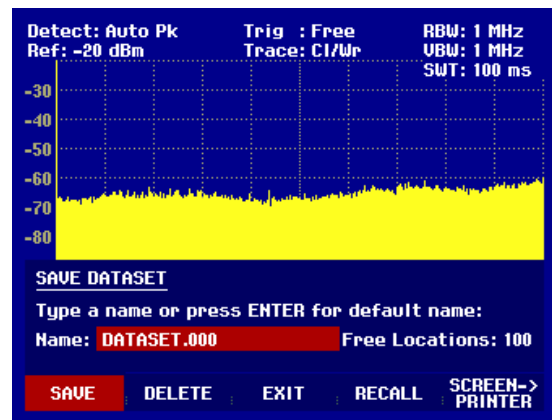 Detect: Auto Pk Trig : Free RBW: 1 MHz
Ref: -20 dBm Trace: Cl/Wr VBW: 1 MHz
SWT: 100 ms
-30
-40
-50
-60
-70
-80
SAVE DATASET
Type a name or press ENTER for default name:
Name: DATASET.000 Free Locations: 100
SAVE DELETE EXIT RECALL SCREEN->
PRINTER